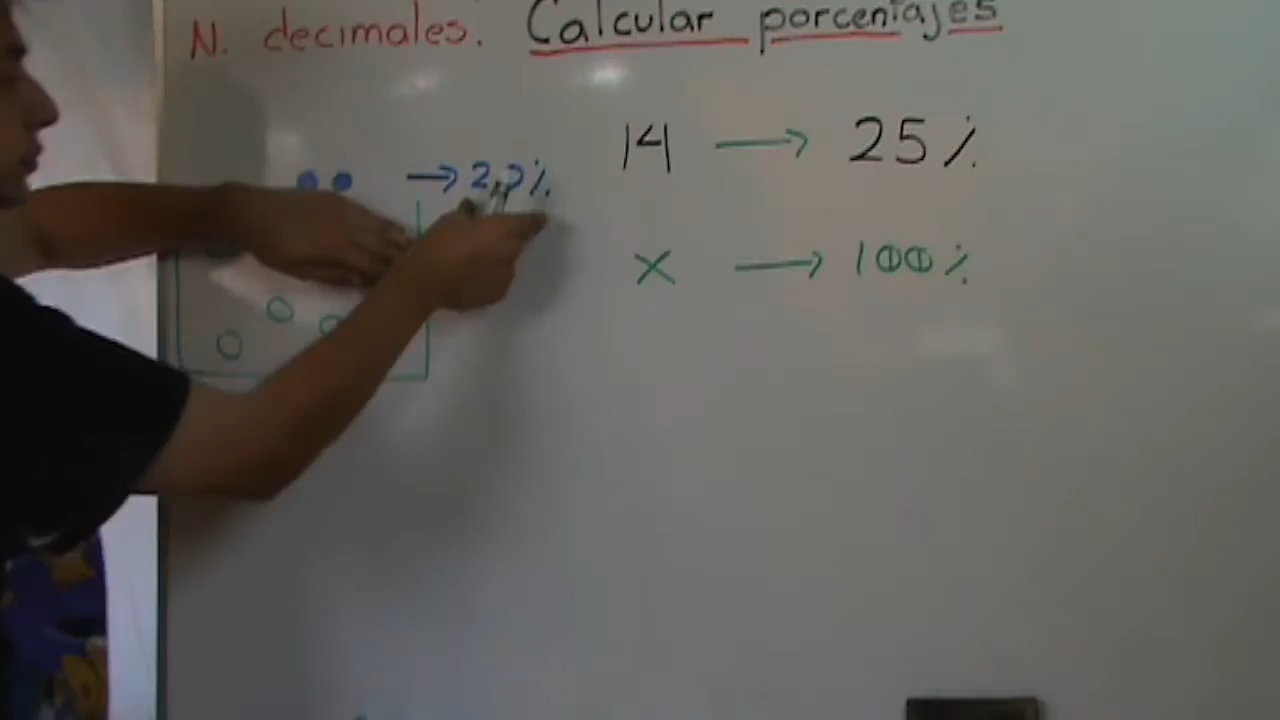 N. decimales. Calcular porcentajes
14 → 25%
→
x → 100%